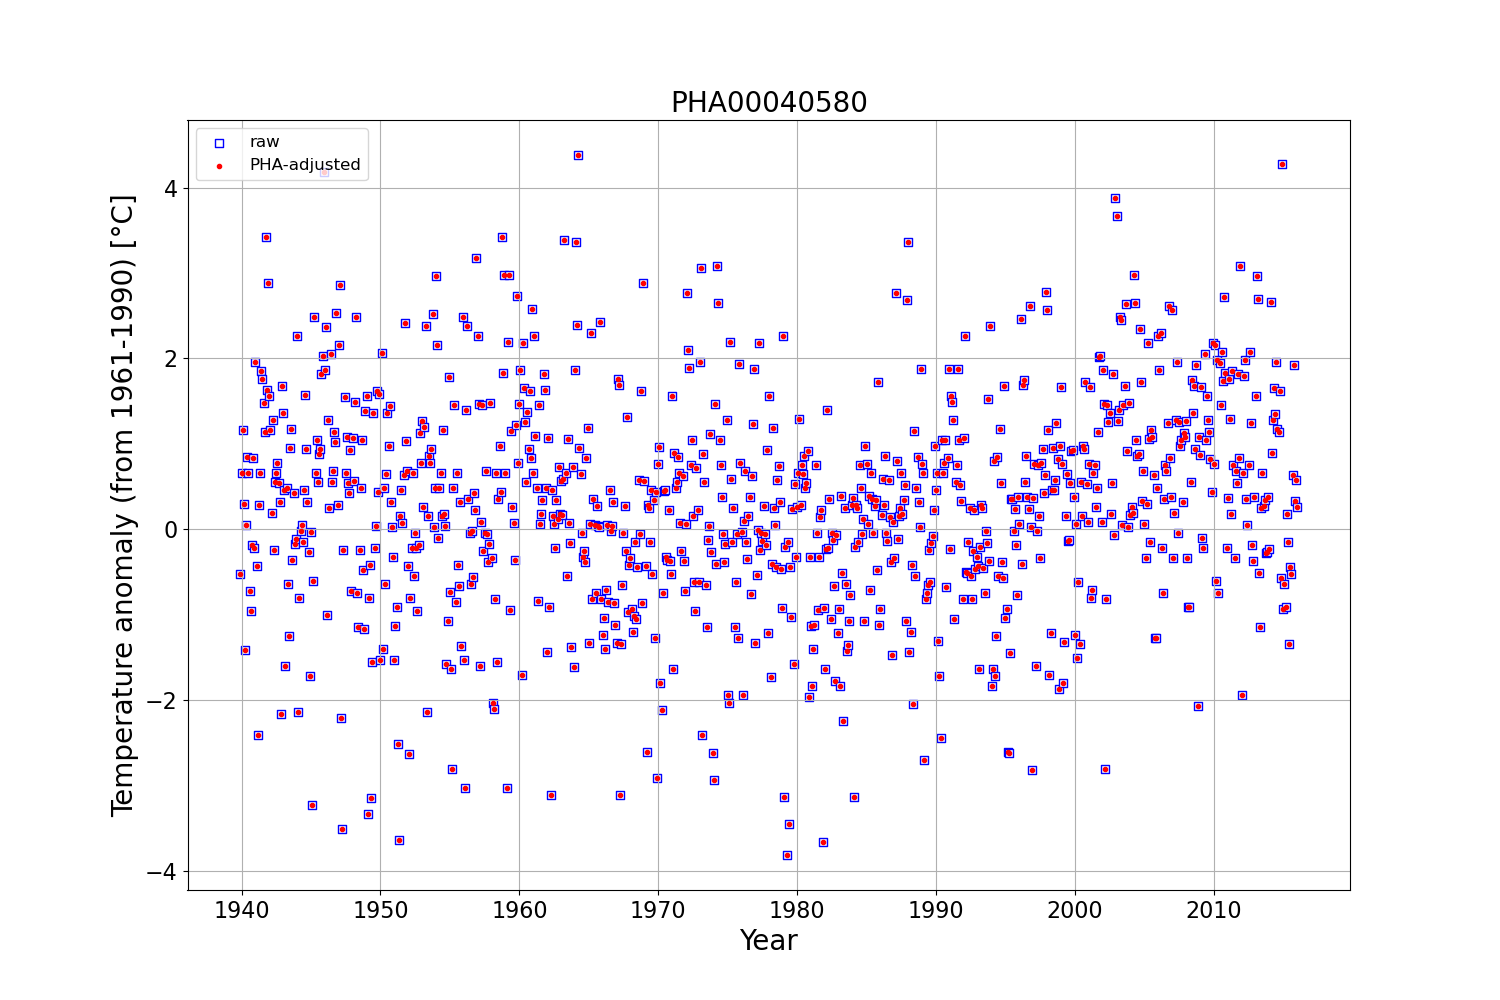 PHA00040580
raw
PHA-adjusted
Temperature anomaly (from 1961-1990) [°C]
4
2
0
−2
−4
1940 1950 1960 1970 1980 1990 2000 2010
Year